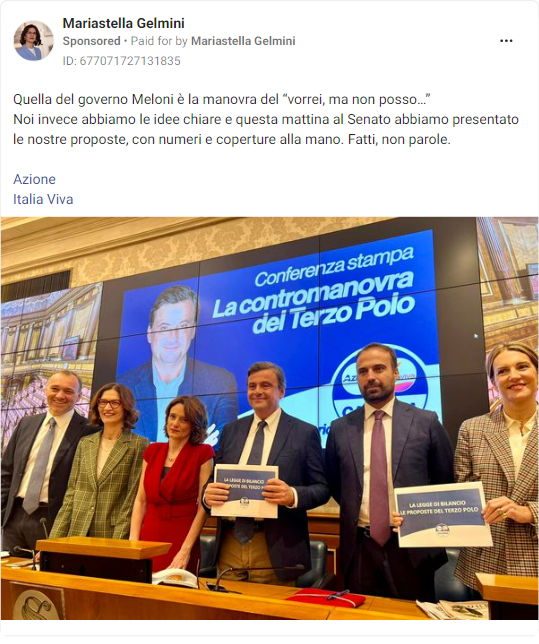 Mariastella Gelmini
Sponsored • Paid for by Mariastella Gelmini
ID: 677071727131835
Quella del governo Meloni è la manovra del “vorrei, ma non posso…”
Noi invece abbiamo le idee chiare e questa mattina al Senato abbiamo presentato
le nostre proposte, con numeri e coperture alla mano. Fatti, non parole.
Azione
Italia Viva
Conferenza stampa
La contromanovra
del Terzo Polo
LA LEGGE DI BILANCIO
PROPOSTE DEL TERZO POLO
LA LEGGE DI BILANCIO
LE PROPOSTE DEL TERZO POLO